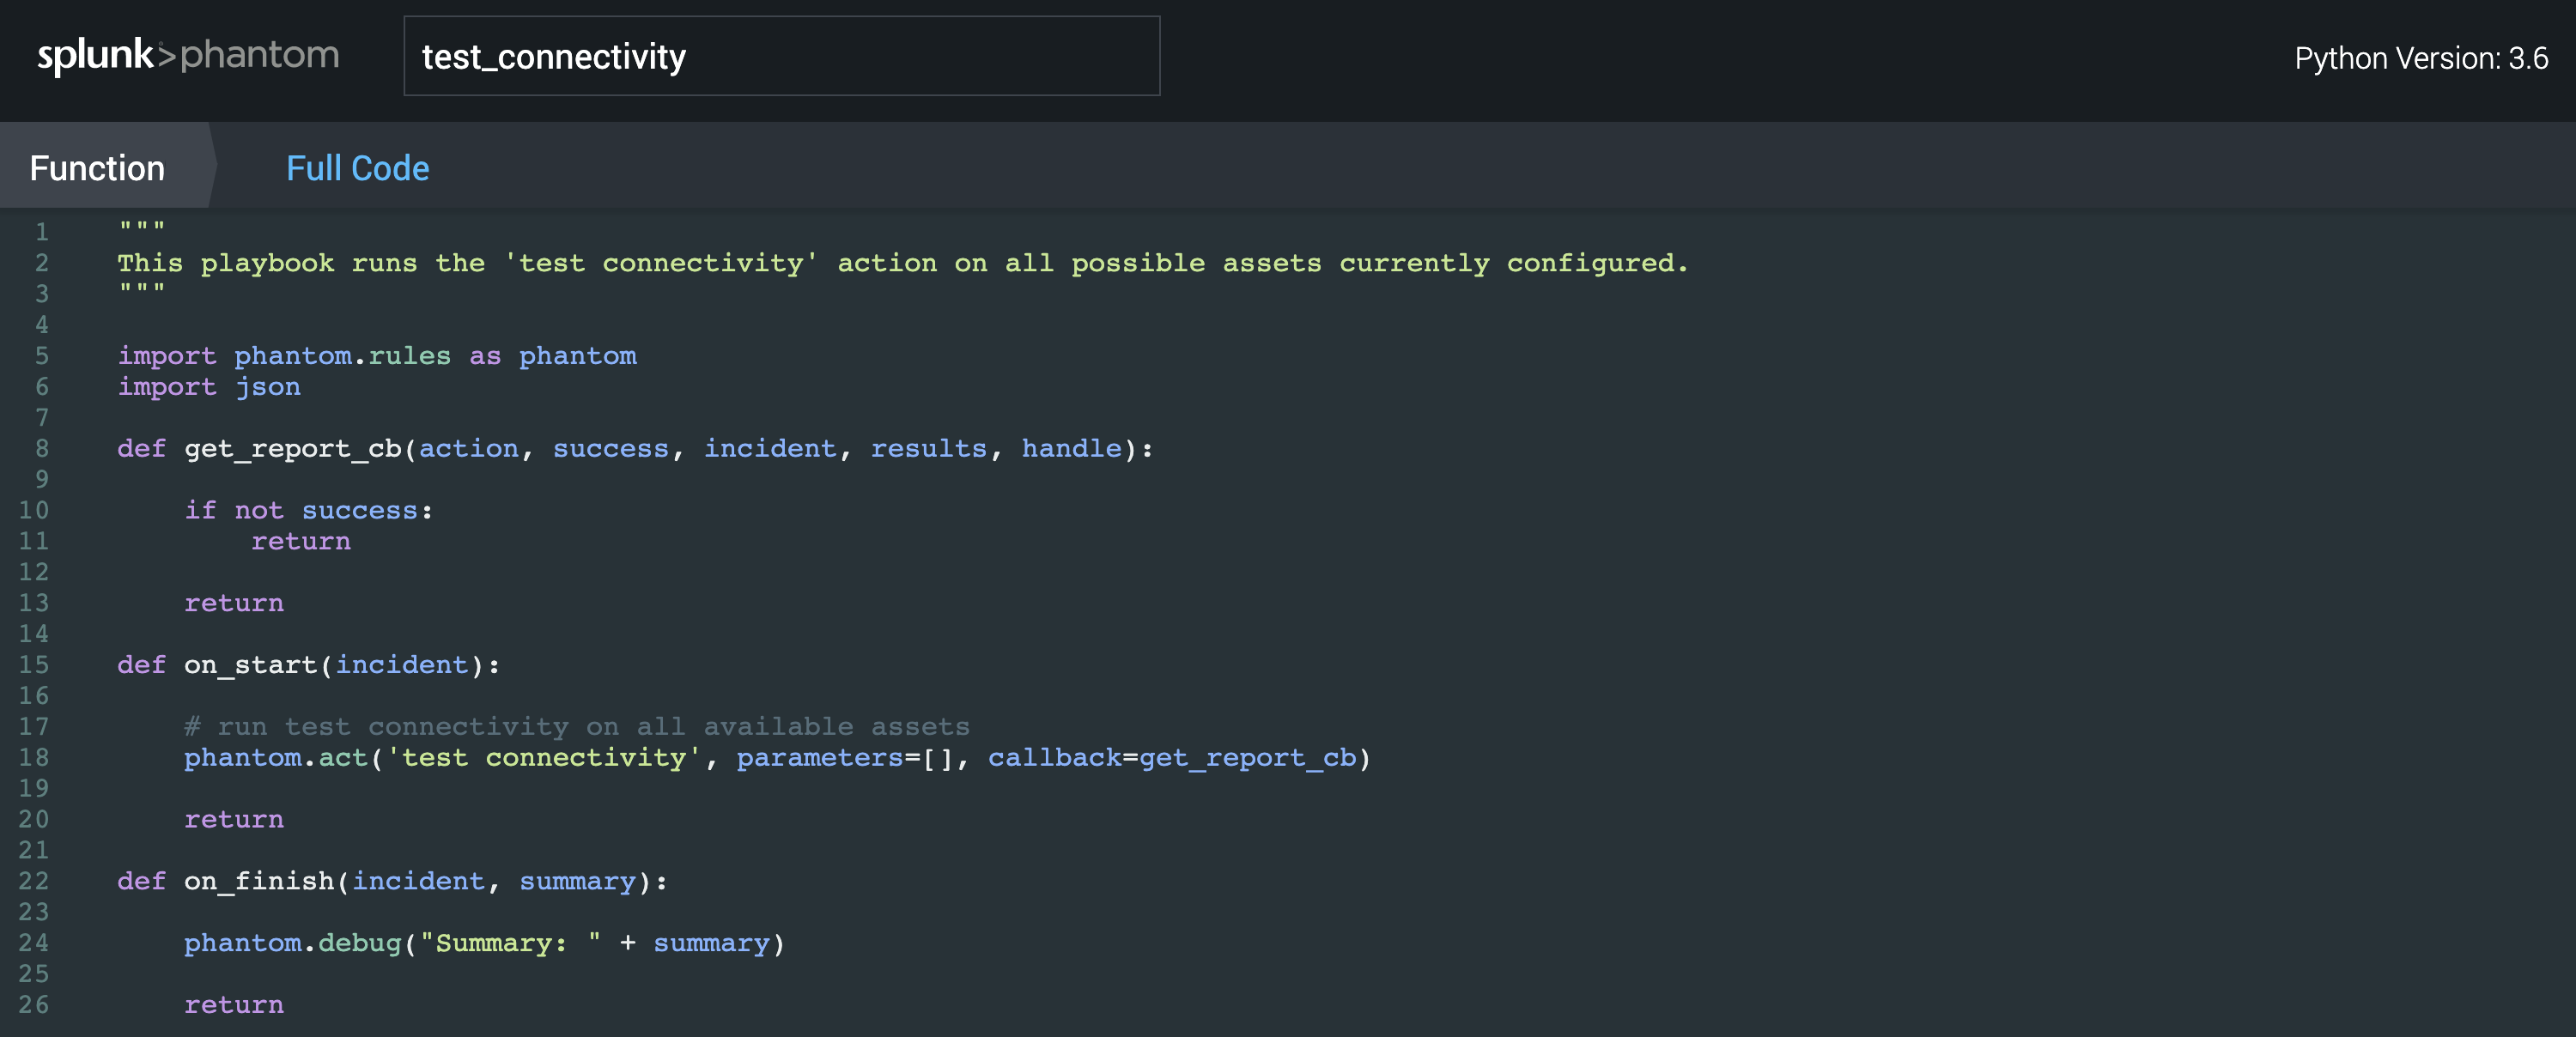 splunk>phantom
test_connectivity
Python Version: 3.6
Function
Full Code
1 """
2 This playbook runs the 'test connectivity' action on all possible assets currently configured.
3 """
4
5 import phantom.rules as phantom
6 import json
7
8 def get_report_cb(action, success, incident, results, handle):
9
10     if not success:
11         return
12
13     return
14
15 def on_start(incident):
16
17     # run test connectivity on all available assets
18     phantom.act('test connectivity', parameters=[], callback=get_report_cb)
19
20     return
21
22 def on_finish(incident, summary):
23
24     phantom.debug("Summary: " + summary)
25
26     return